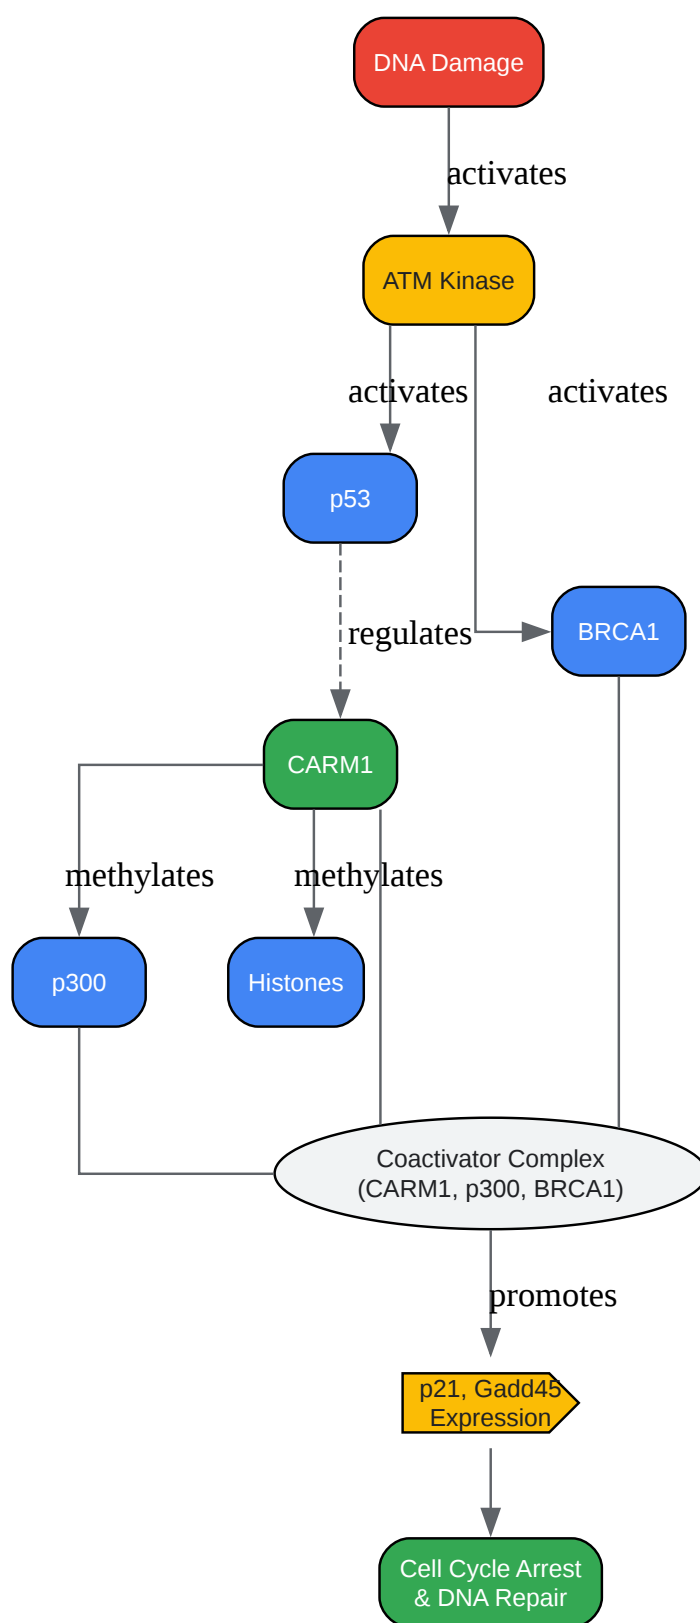 DNA Damage
activates
ATM Kinase
activates
activates
p53
regulates
BRCA1
CARM1
methylates
methylates
p300
Histones
Coactivator Complex
(CARM1, p300, BRCA1)
promotes
p21, Gadd45
Expression
Cell Cycle Arrest
& DNA Repair